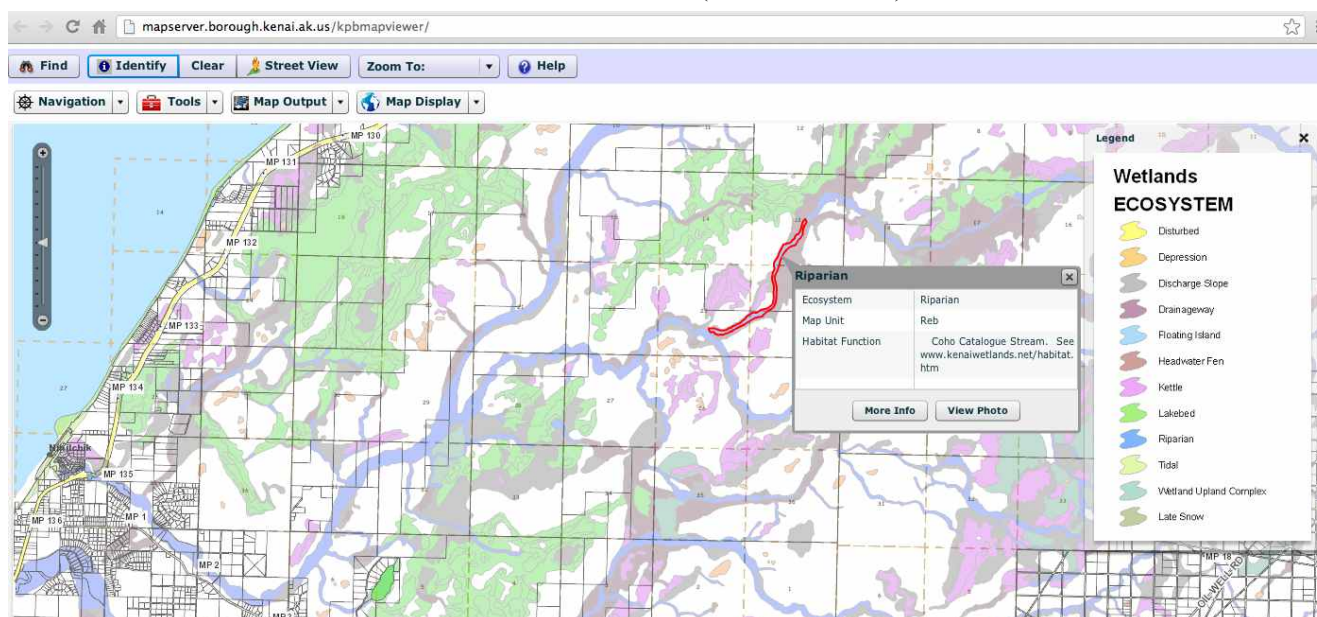 mapserver.borough.kenai.ak.us/kpbmapviewer/
Find Identify Clear Street View Zoom To: Help
Navigation Tools Map Output Map Display
MP 130
MP 131
MP 132
MP 133
MP 134
Ninilchik
MP 135
MP 136
MP 1
MP 2
MP 18
OIL-WELL-RD
Riparian
Ecosystem Riparian
Map Unit Reb
Habitat Function Coho Catalogue Stream. See
www.kenaiwetlands.net/habitat.
htm
More Info View Photo
Legend
Wetlands
ECOSYSTEM
Disturbed
Depression
Discharge Slope
Drainageway
Floating Island
Headwater Fen
Kettle
Lakebed
Riparian
Tidal
Wetland Upland Complex
Late Snow